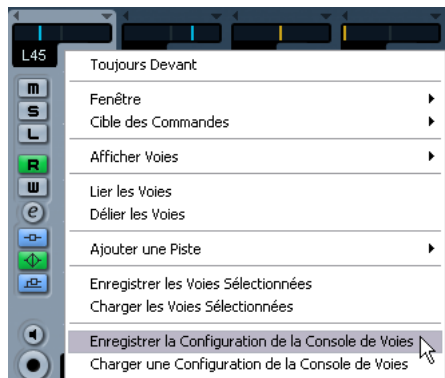 L45
Toujours Devant
Fenêtre
Cible des Commandes
Afficher Voies
Lier les Voies
Délier les Voies
Ajouter une Piste
Enregistrer les Voies Sélectionnées
Charger les Voies Sélectionnées
Enregistrer la Configuration de la Console de Voies
Charger une Configuration de la Console de Voies
m
S
L
R
W
e